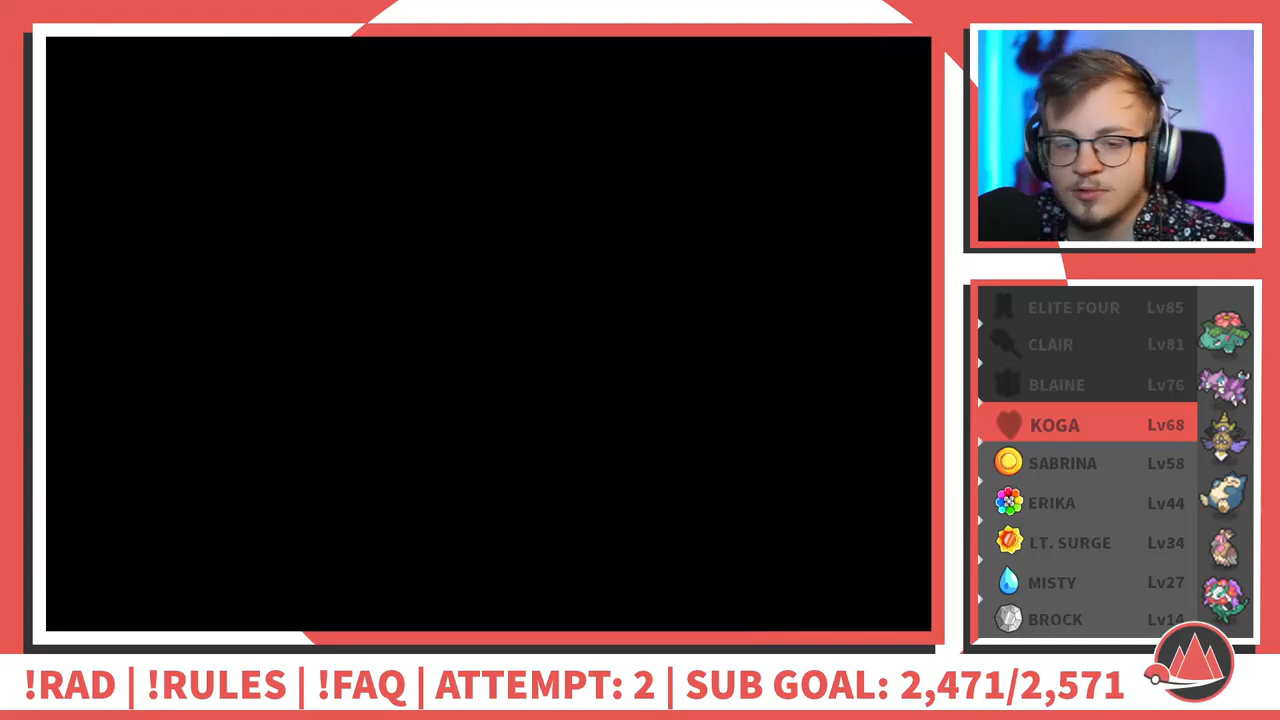 ELITE FOUR Lv85
CLAIR Lv81
BLAINE Lv76
KOGA Lv68
SABRINA Lv58
ERIKA Lv44
LT. SURGE Lv34
MISTY Lv27
BROCK Lv14
!RAD | !RULES | !FAQ | ATTEMPT: 2 | SUB GOAL: 2,471/2,571